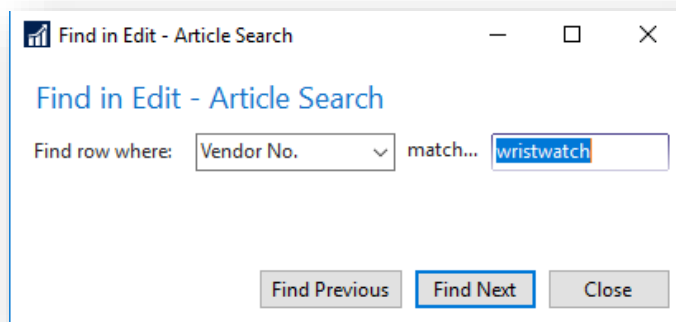 Find in Edit - Article Search
Find in Edit - Article Search
Find row where: Vendor No. match... wristwatch
Find Previous Find Next Close